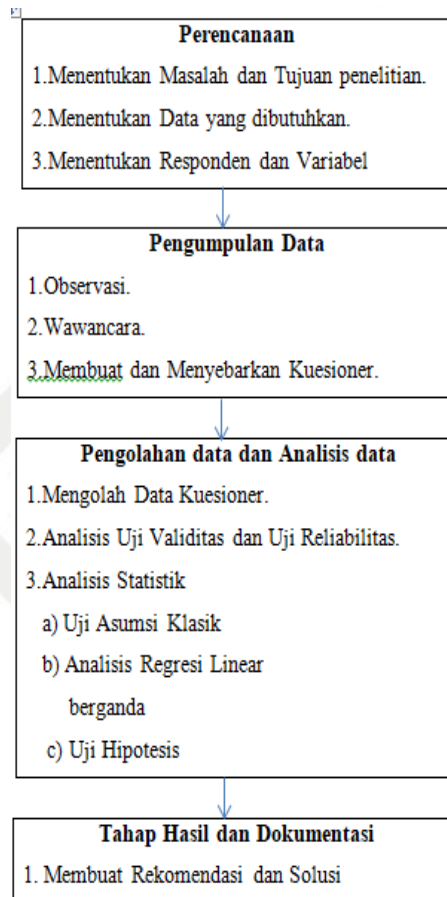 Perencanaan
1.Menentukan Masalah dan Tujuan penelitian.
2.Menentukan Data yang dibutuhkan.
3.Menentukan Responden dan Variabel
Pengumpulan Data
1.Observasi.
2.Wawancara.
3.Membuat dan Menyebarkan Kuesioner.
Pengolahan data dan Analisis data
1.Mengolah Data Kuesioner.
2.Analisis Uji Validitas dan Uji Reliabilitas.
3.Analisis Statistik
a) Uji Asumsi Klasik
b) Analisis Regresi Linear
berganda
c) Uji Hipotesis
Tahap Hasil dan Dokumentasi
1. Membuat Rekomendasi dan Solusi